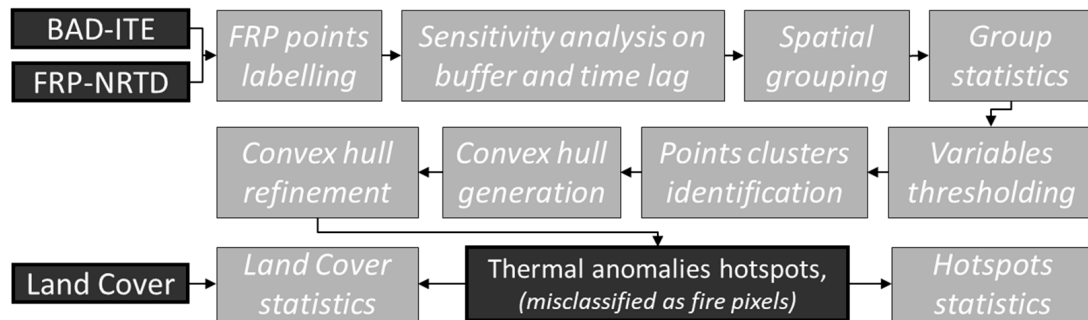 BAD-ITE
FRP-NRTD
FRP points
labelling
Sensitivity analysis on
buffer and time lag
Spatial
grouping
Group
statistics
Variables
thresholding
Points clusters
identification
Convex hull
generation
Convex hull
refinement
Land Cover
Land Cover
statistics
Thermal anomalies hotspots,
(misclassified as fire pixels)
Hotspots
statistics